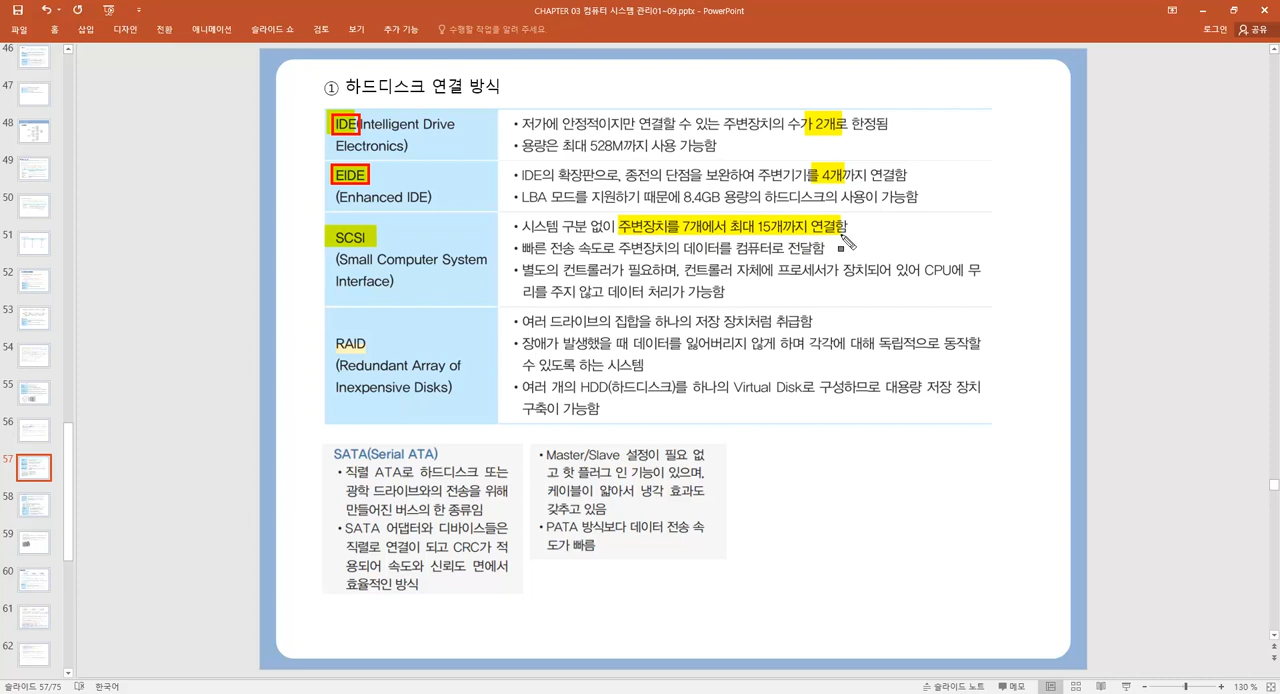 CHAPTER 03 컴퓨터 시스템 관리01~09.pptx - PowerPoint
파일 홈 삽입 디자인 전환 애니메이션 슬라이드 쇼 검토 보기 추가 기능 수행할 작업을 알려 주세요. 로그인 공유
46
47
48
49
50
51
52
53
54
55
56
57
58
59
60
61
62
① 하드디스크 연결 방식
IDE(Intelligent Drive
Electronics)
• 저가에 안정적이지만 연결할 수 있는 주변장치의 수가 2개로 한정됨
• 용량은 최대 528M까지 사용 가능함
EIDE
(Enhanced IDE)
• IDE의 확장판으로, 종전의 단점을 보완하여 주변기기를 4개까지 연결함
• LBA 모드를 지원하기 때문에 8.4GB 용량의 하드디스크의 사용이 가능함
SCSI
(Small Computer System
Interface)
• 시스템 구분 없이 주변장치를 7개에서 최대 15개까지 연결함
• 빠른 전송 속도로 주변장치의 데이터를 컴퓨터로 전달함
• 별도의 컨트롤러가 필요하며, 컨트롤러 자체에 프로세서가 장치되어 있어 CPU에 무
리를 주지 않고 데이터 처리가 가능함
RAID
(Redundant Array of
Inexpensive Disks)
• 여러 드라이브의 집합을 하나의 저장 장치처럼 취급함
• 장애가 발생했을 때 데이터를 잃어버리지 않게 하며 각각에 대해 독립적으로 동작할
수 있도록 하는 시스템
• 여러 개의 HDD(하드디스크)를 하나의 Virtual Disk로 구성하므로 대용량 저장 장치
구축이 가능함
SATA(Serial ATA)
• 직렬 ATA로 하드디스크 또는
광학 드라이브와의 전송을 위해
만들어진 버스의 한 종류임
• SATA 어댑터와 디바이스들은
직렬로 연결이 되고 CRC가 적
용되어 속도와 신뢰도 면에서
효율적인 방식
• Master/Slave 설정이 필요 없
고 핫 플러그 인 기능이 있으며,
케이블이 얇아서 냉각 효과도
갖추고 있음
• PATA 방식보다 데이터 전송 속
도가 빠름
슬라이드 57/75 한국어 슬라이드 노트 메모 130 %